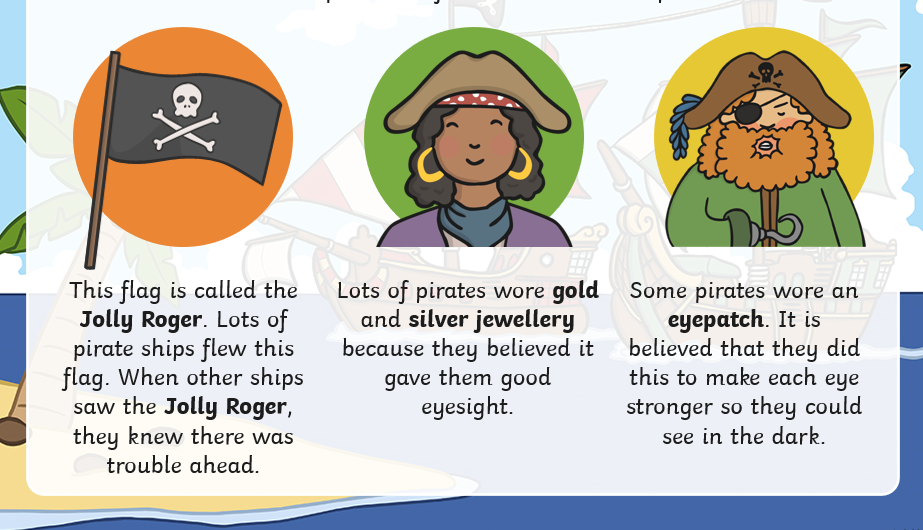 This flag is called the
Jolly Roger. Lots of
pirate ships flew this
flag. When other ships
saw the Jolly Roger,
they knew there was
trouble ahead.
Lots of pirates wore gold
and silver jewellery
because they believed it
gave them good
eyesight.
Some pirates wore an
eyepatch. It is
believed that they did
this to make each eye
stronger so they could
see in the dark.